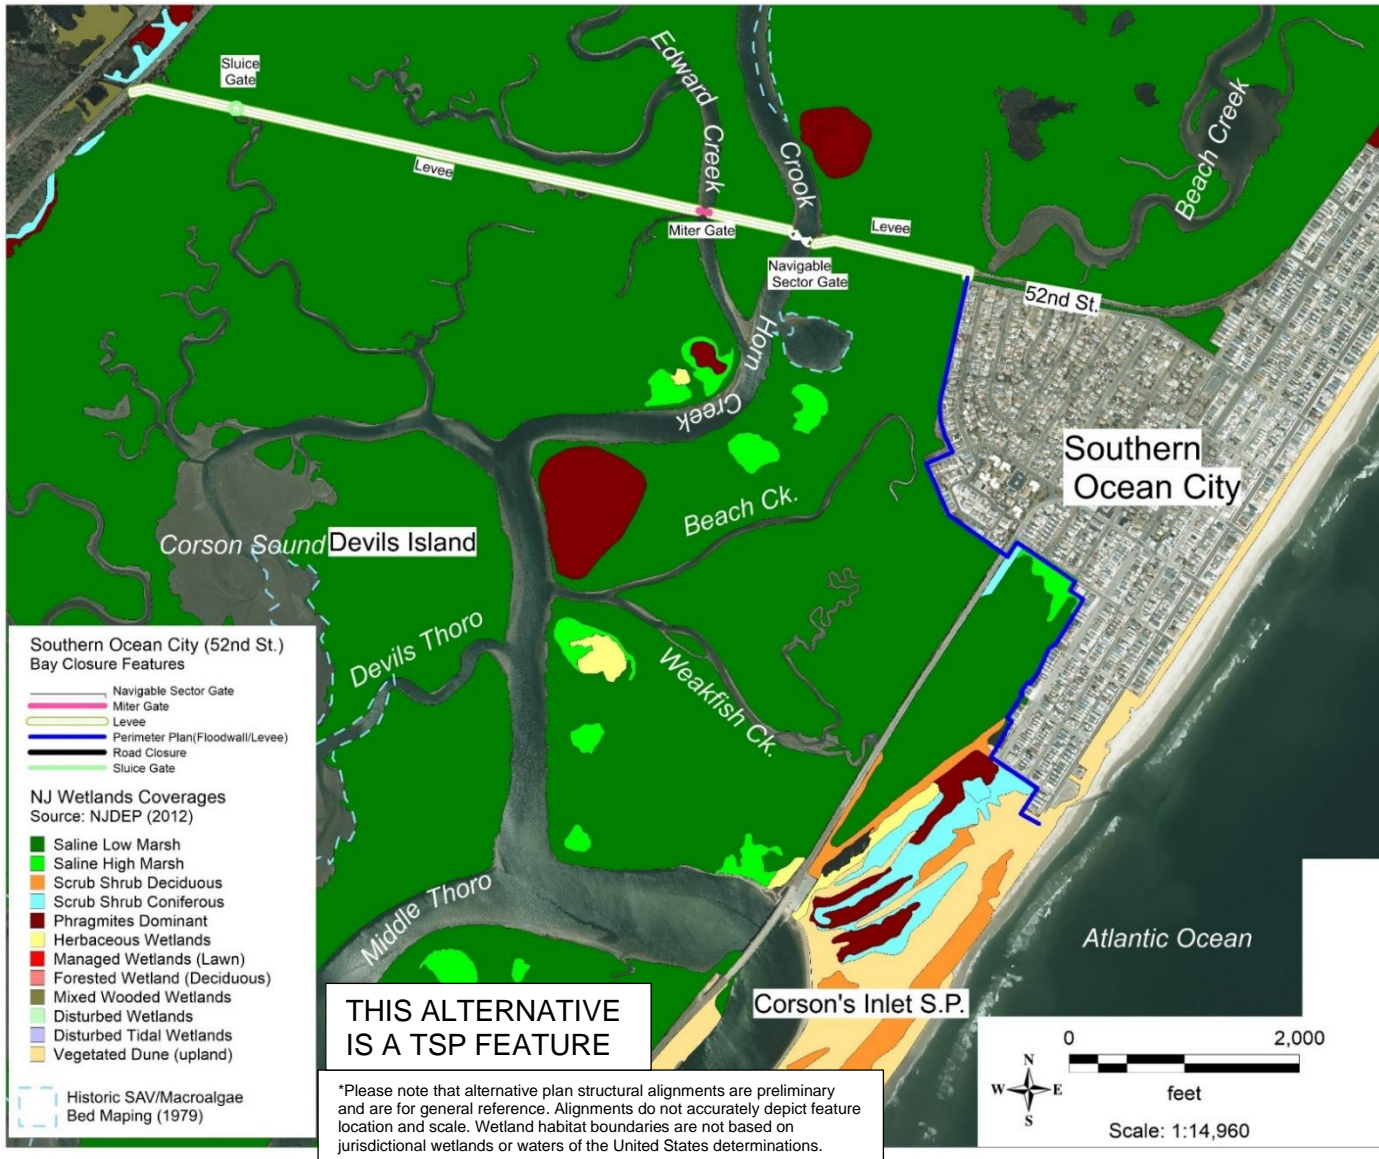 Sluice
Gate
Levee
Edward
Creek
Crook
Miter Gate
Navigable
Sector Gate
Levee
Beach Creek
52nd St.
Horn
Creek
Southern
Ocean City
Beach Ck.
Corson Sound
Devils Island
Devils Thoro
Weakfish Ck.
Middle Thoro
Atlantic Ocean
Corson's Inlet S.P.
Southern Ocean City (52nd St.)
Bay Closure Features
Navigable Sector Gate
Miter Gate
Levee
Perimeter Plan(Floodwall/Levee)
Road Closure
Sluice Gate
NJ Wetlands Coverages
Source: NJDEP (2012)
Saline Low Marsh
Saline High Marsh
Scrub Shrub Deciduous
Scrub Shrub Coniferous
Phragmites Dominant
Herbaceous Wetlands
Managed Wetlands (Lawn)
Forested Wetland (Deciduous)
Mixed Wooded Wetlands
Disturbed Wetlands
Disturbed Tidal Wetlands
Vegetated Dune (upland)
Historic SAV/Macroalgae
Bed Maping (1979)
THIS ALTERNATIVE
IS A TSP FEATURE
*Please note that alternative plan structural alignments are preliminary
and are for general reference. Alignments do not accurately depict feature
location and scale. Wetland habitat boundaries are not based on
jurisdictional wetlands or waters of the United States determinations.
N
W E
S
0 2,000
feet
Scale: 1:14,960